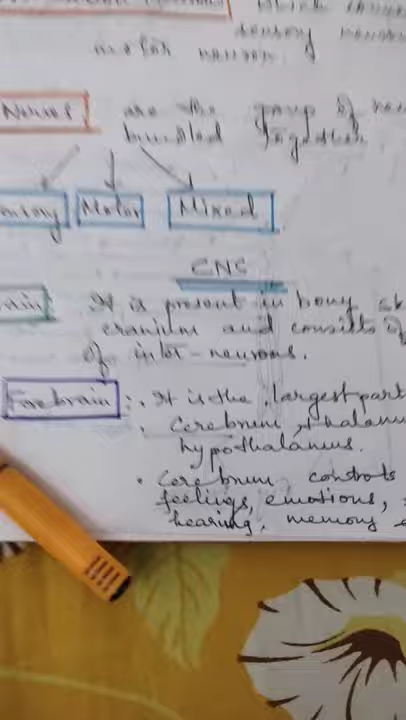 which
sensory
motor neuron.
Nerves are the group of
bundled together.
Motor Mixed
CNS
It is present in bony
cranium and consists of
of inter-neurons.
Forebrain :. It is the largest part
. Cerebrum, thalamus
hypothalamus.
. Cerebrum controls
feelings, emotions,
hearing, memory